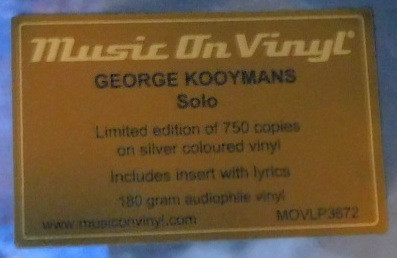 Music On Vinyl®
GEORGE KOOYMANS
Solo
Limited edition of 750 copies
on silver coloured vinyl
Includes insert with lyrics
180 gram audiophile vinyl
www.musiconvinyl.com MOVLP3672